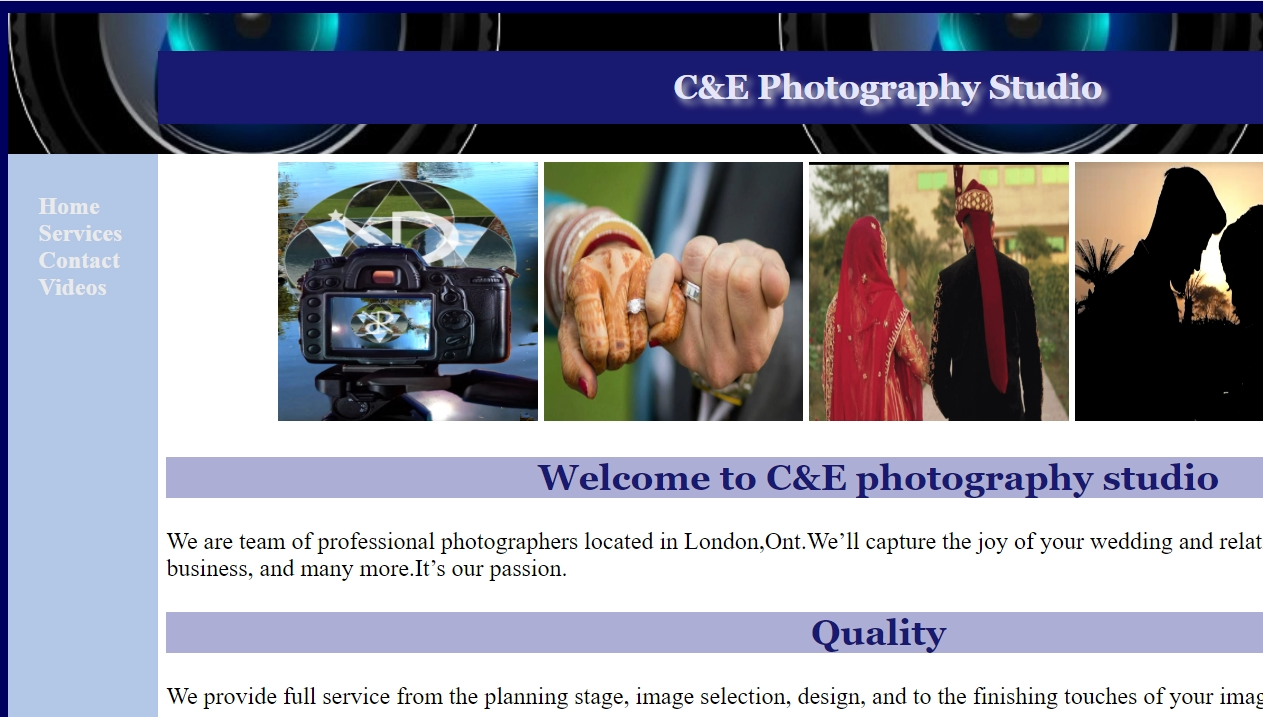 C&E Photography Studio
Home
Services
Contact
Videos
Welcome to C&E photography studio
We are team of professional photographers located in London,Ont.We’ll capture the joy of your wedding and relat
business, and many more.It’s our passion.
Quality
We provide full service from the planning stage, image selection, design, and to the finishing touches of your imag